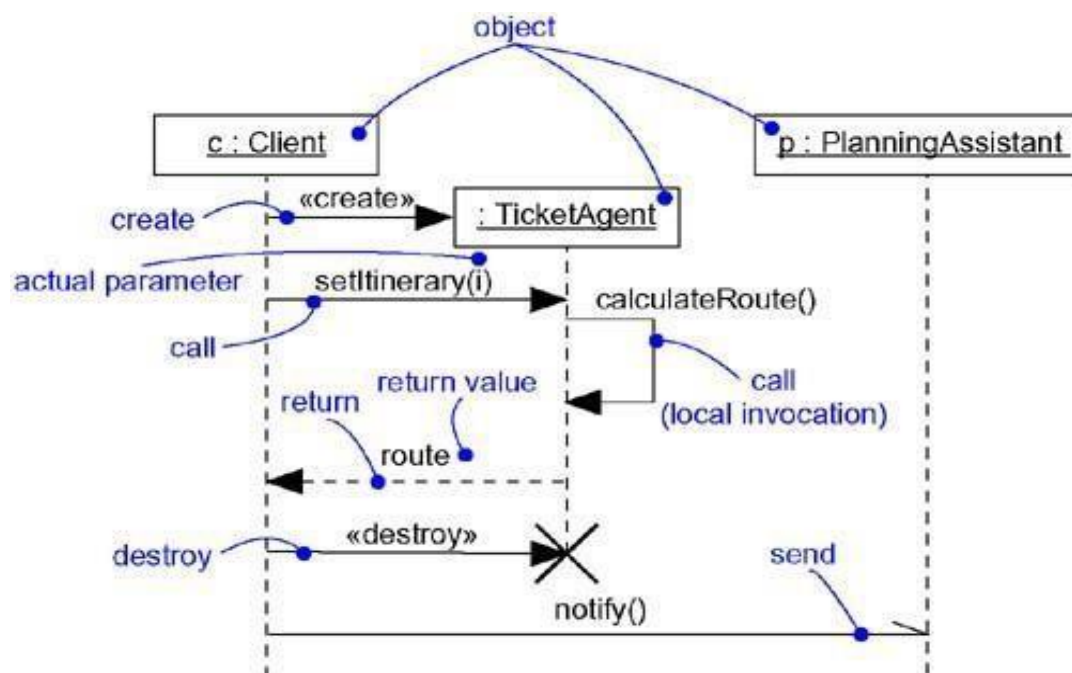 object
c : Client
p : PlanningAssistant
«create»
create
: TicketAgent
actual parameter
setItinerary(i)
calculateRoute()
call
call
(local invocation)
return value
return
route
«destroy»
destroy
send
notify()